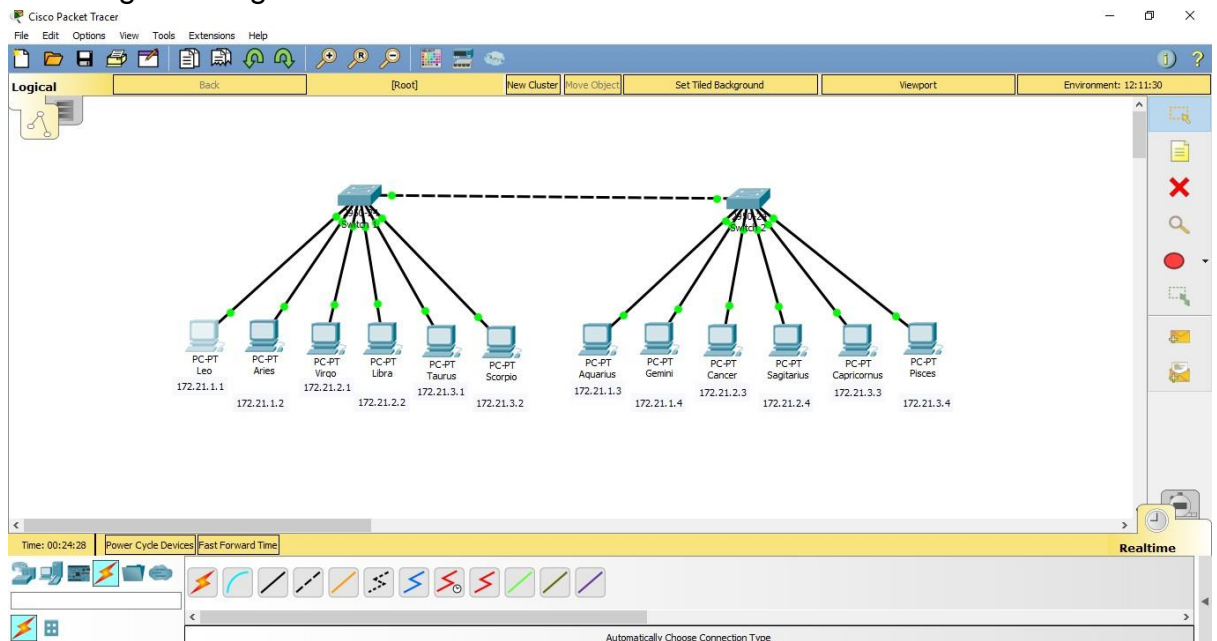 Cisco Packet Tracer
File Edit Options View Tools Extensions Help
Logical
Back
[Root]
New Cluster
Move Object
Set Tiled Background
Viewport
Environment: 12:11:30
Switch 1
Switch 2
PC-PT
Leo
172.21.1.1
PC-PT
Aries
172.21.1.2
PC-PT
Virgo
172.21.2.1
PC-PT
Libra
172.21.2.2
PC-PT
Taurus
172.21.3.1
PC-PT
Scorpio
172.21.3.2
PC-PT
Aquarius
172.21.1.3
PC-PT
Gemini
172.21.1.4
PC-PT
Cancer
172.21.2.3
PC-PT
Sagitarius
172.21.2.4
PC-PT
Capricornus
172.21.3.3
PC-PT
Pisces
172.21.3.4
Time: 00:24:28
Power Cycle Devices
Fast Forward Time
Realtime
Automatically Choose Connection Type